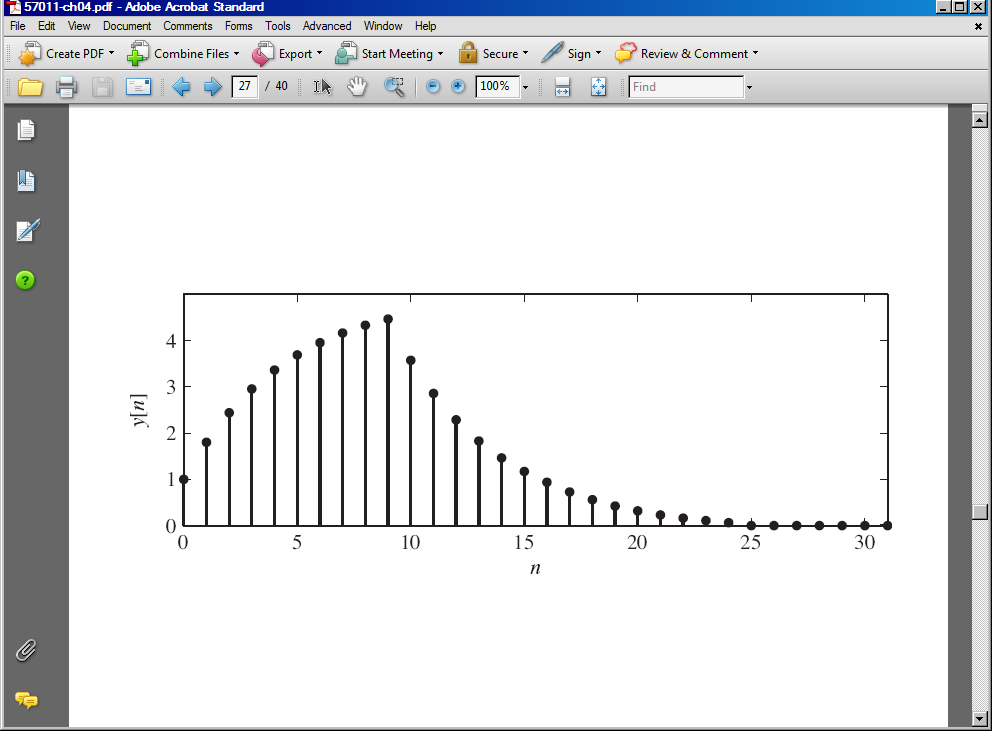 57011-ch04.pdf - Adobe Acrobat Standard
File Edit View Document Comments Forms Tools Advanced Window Help
Create PDF Combine Files Export Start Meeting Secure Sign Review & Comment
27 / 40 100% Find
4
3
2
1
0
y[n]
0 5 10 15 20 25 30
n